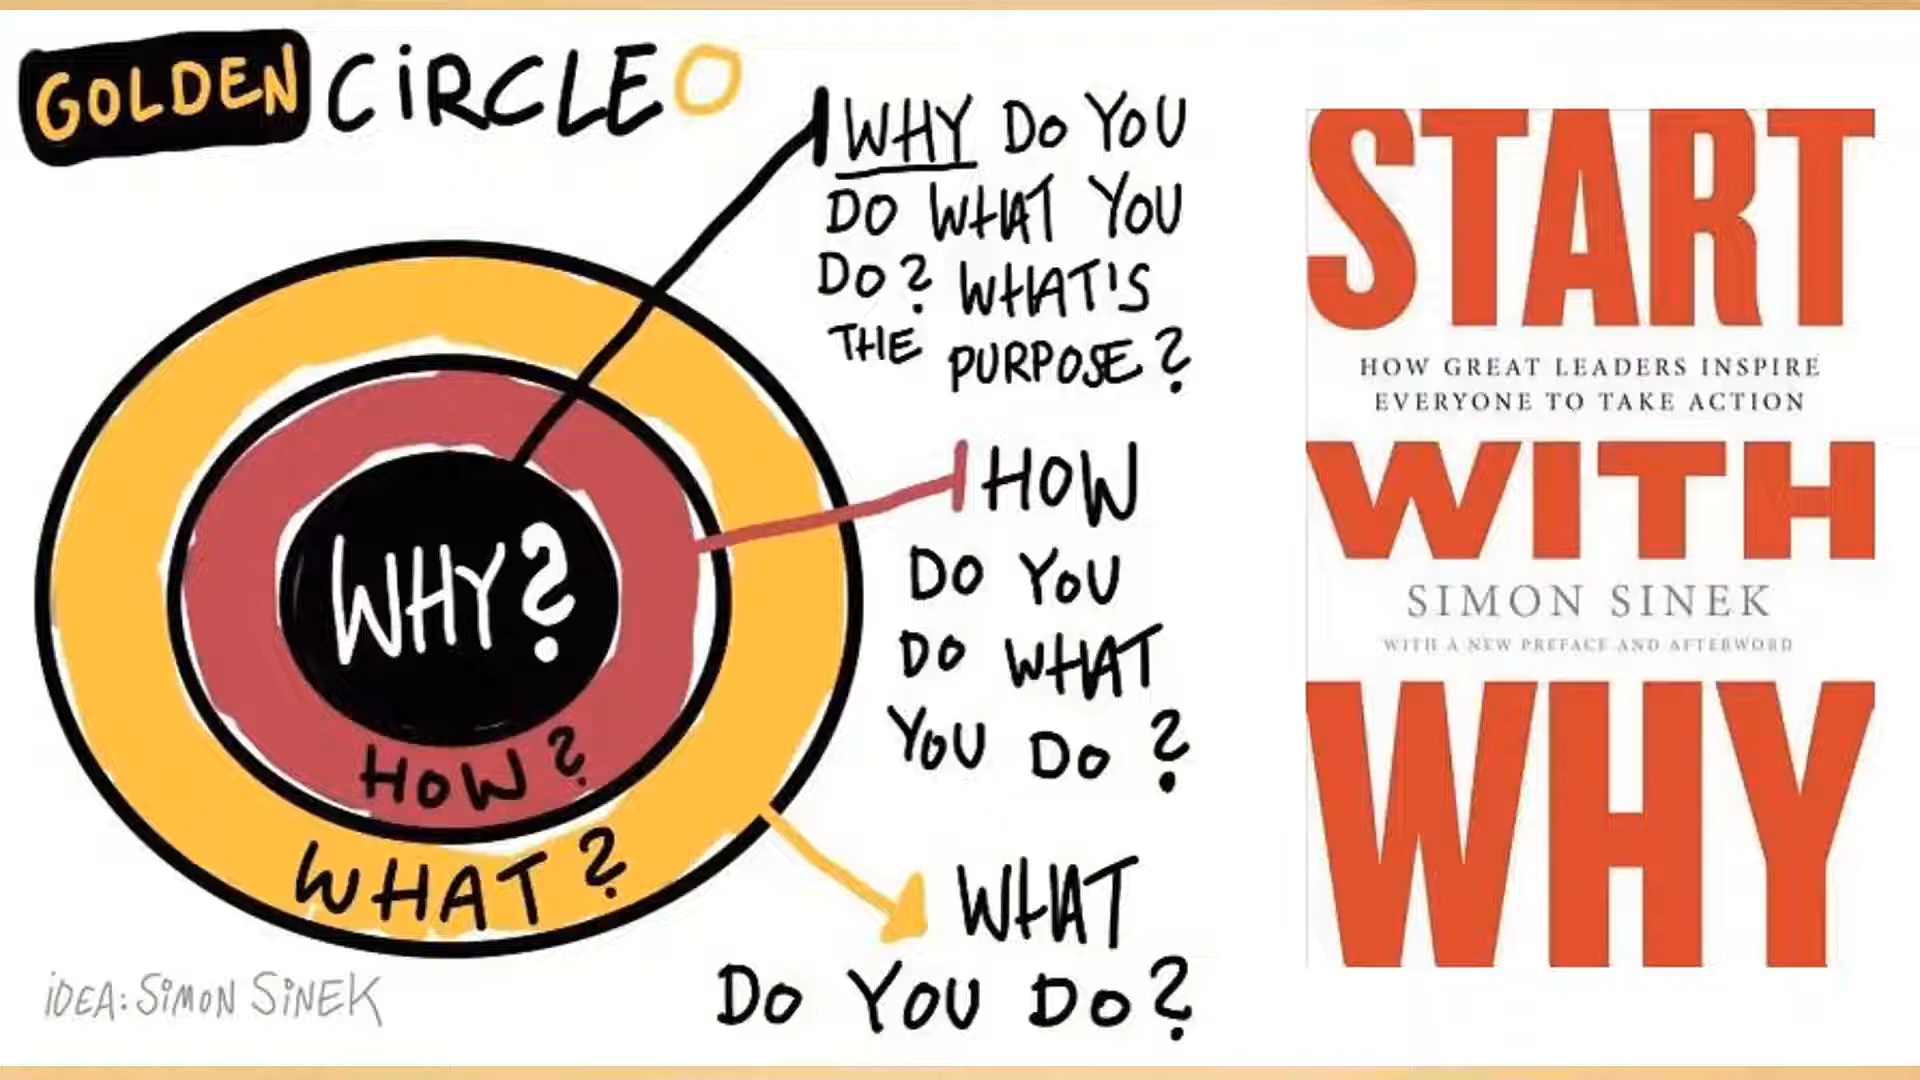 GOLDEN CIRCLE
WHY DO YOU
DO WHAT YOU
DO? WHAT'S
THE PURPOSE?
HOW
DO YOU
DO WHAT
YOU DO?
WHAT
DO YOU DO?
WHY?
HOW?
WHAT?
IDEA: SIMON SINEK
START
HOW GREAT LEADERS INSPIRE
EVERYONE TO TAKE ACTION
WITH
SIMON SINEK
WITH A NEW PREFACE AND AFTERWORD
WHY